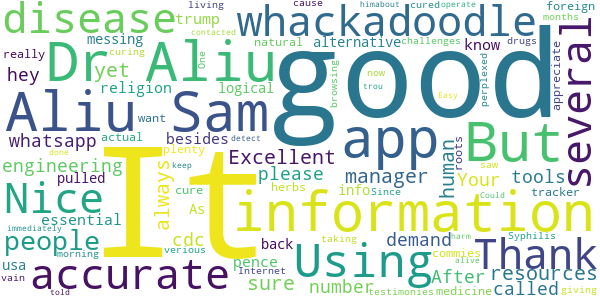 living cause himabout cured operate foreign
disease trump whackadoodle months
contacted
messing curing One alternative challenges drugs
really natural know
Dr Aliu good several
hey yet religion logical browsing now perplexed appreciate
trou
Aliu Sam app But
want Easy
whatsapp actual besides detect
done plenty Excellent manager human roots saw
engineering pulled please tools
always cure herbs info Your tracker
Nice It information Since
keep
essential As
people cdc back demand commies harm Syphilis
usa verious pence Using After Thank
morning taking alive Could
vain accurate sure number called resources
immediately Internet
told testimonies medicine giving